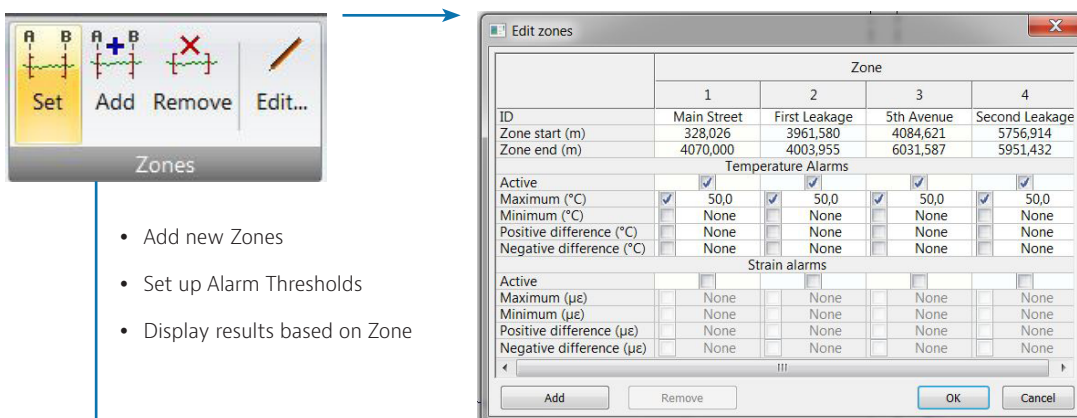 A B A B
Set Add Remove Edit...
Zones
• Add new Zones
• Set up Alarm Thresholds
• Display results based on Zone
Edit zones
Zone
1 2 3 4
ID Main Street First Leakage 5th Avenue Second Leakage
Zone start (m) 328,026 3961,580 4084,621 5756,914
Zone end (m) 4070,000 4003,955 6031,587 5951,432
Temperature Alarms
Active
Maximum (°C) 50,0 50,0 50,0 50,0
Minimum (°C) None None None None
Positive difference (°C) None None None None
Negative difference (°C) None None None None
Strain alarms
Active
Maximum (µε) None None None None
Minimum (µε) None None None None
Positive difference (µε) None None None None
Negative difference (µε) None None None None
Add Remove OK Cancel